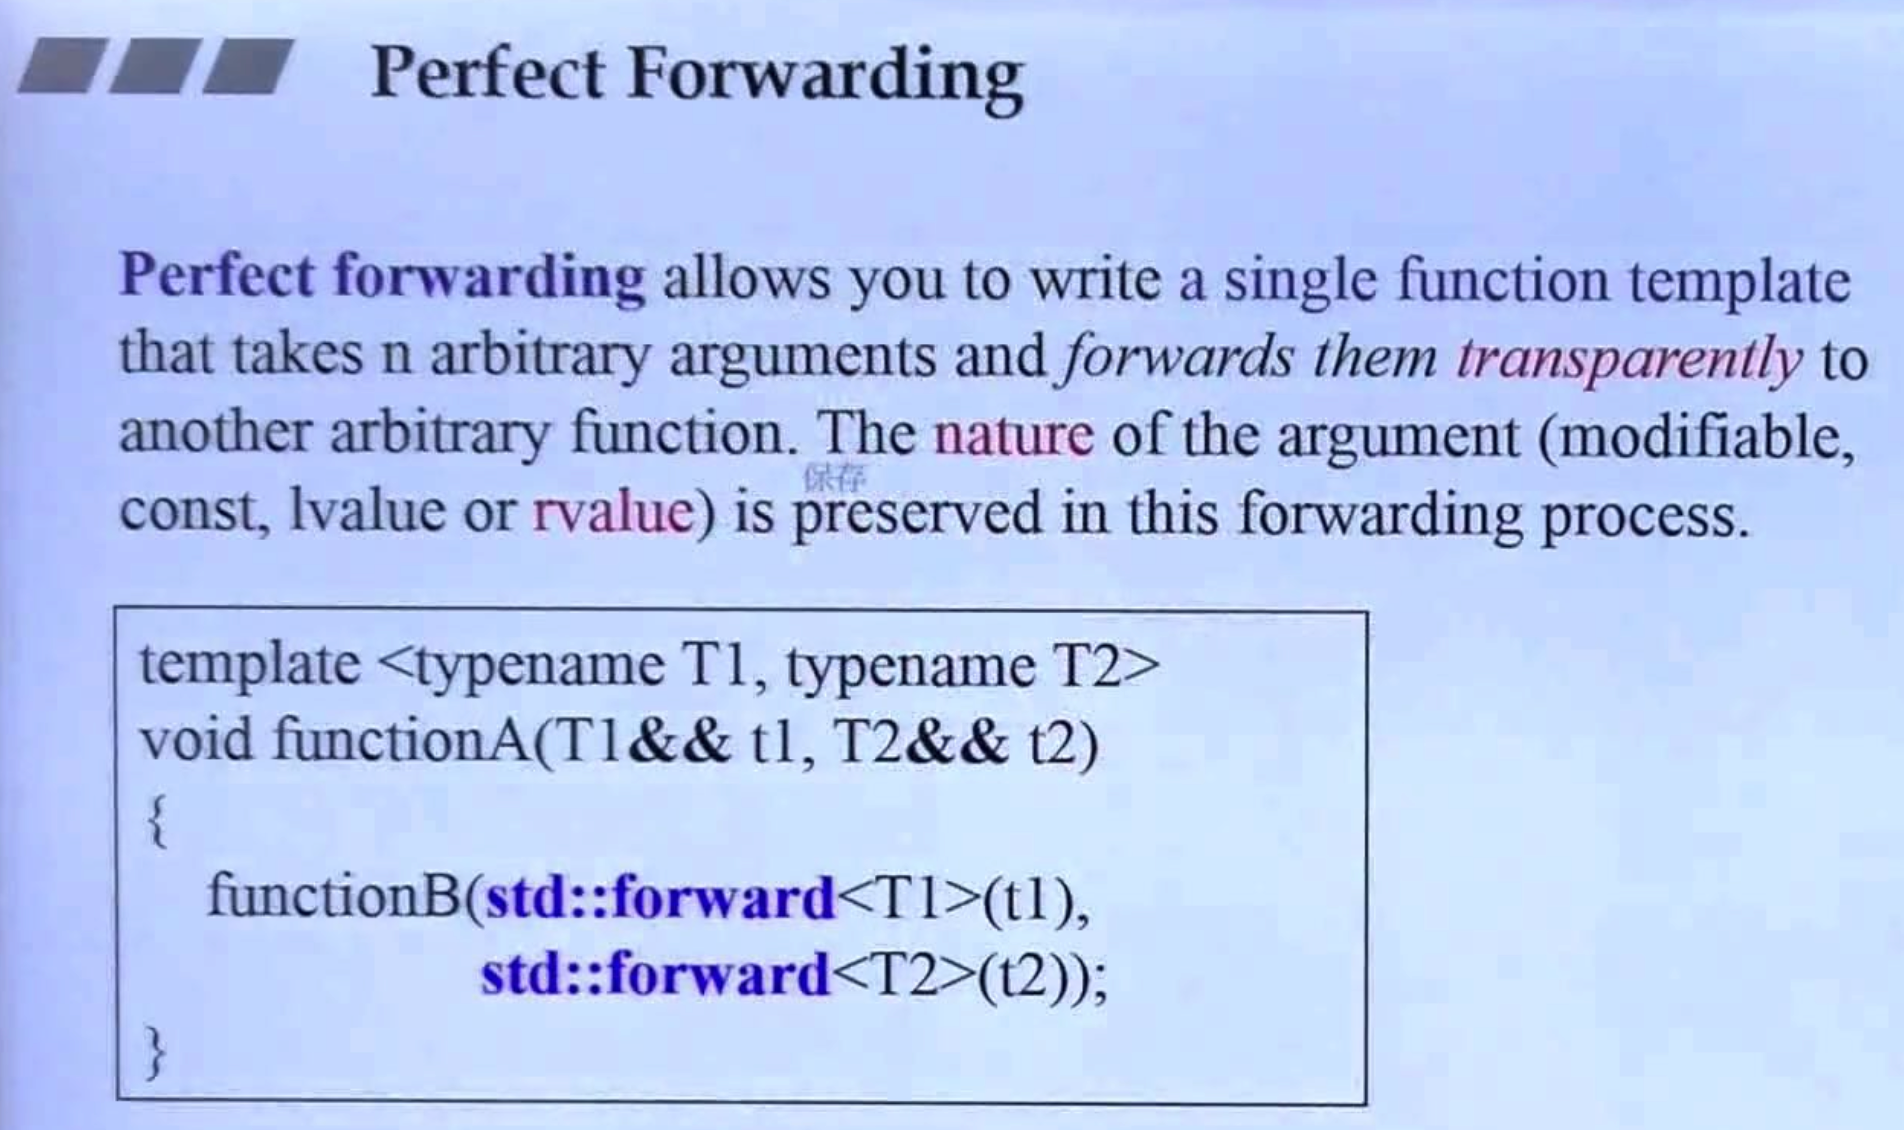 Perfect Forwarding
Perfect forwarding allows you to write a single function template
that takes n arbitrary arguments and forwards them transparently to
another arbitrary function. The nature of the argument (modifiable,
保存
const, lvalue or rvalue) is preserved in this forwarding process.
template <typename T1, typename T2>
void functionA(T1&& t1, T2&& t2)
{
functionB(std::forward<T1>(t1),
std::forward<T2>(t2));
}